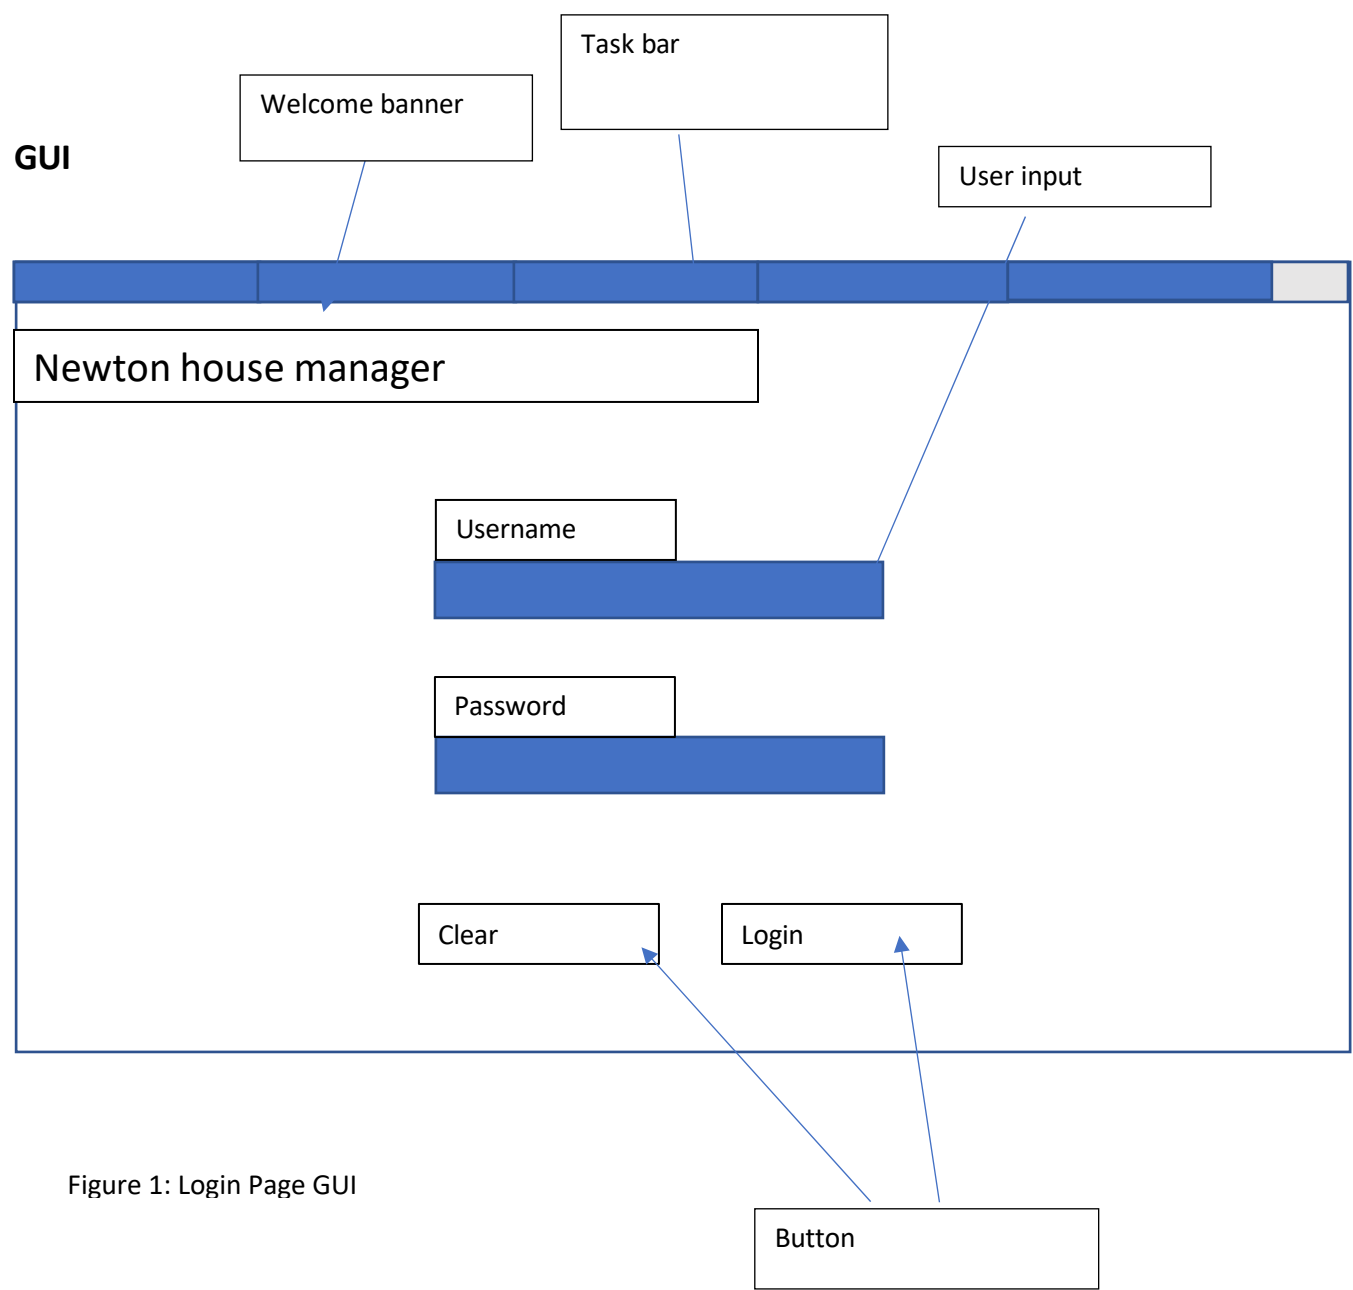 Task bar
Welcome banner
GUI
User input
Newton house manager
Username
Password
Clear
Login
Figure 1: Login Page GUI
Button